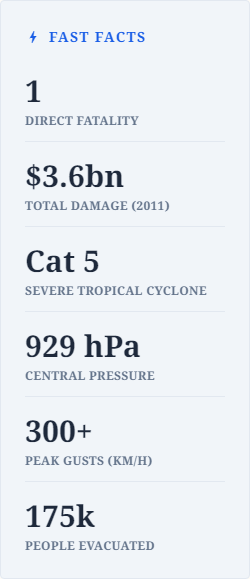 FAST FACTS
1
DIRECT FATALITY
$3.6bn
TOTAL DAMAGE (2011)
Cat 5
SEVERE TROPICAL CYCLONE
929 hPa
CENTRAL PRESSURE
300+
PEAK GUSTS (KM/H)
175k
PEOPLE EVACUATED